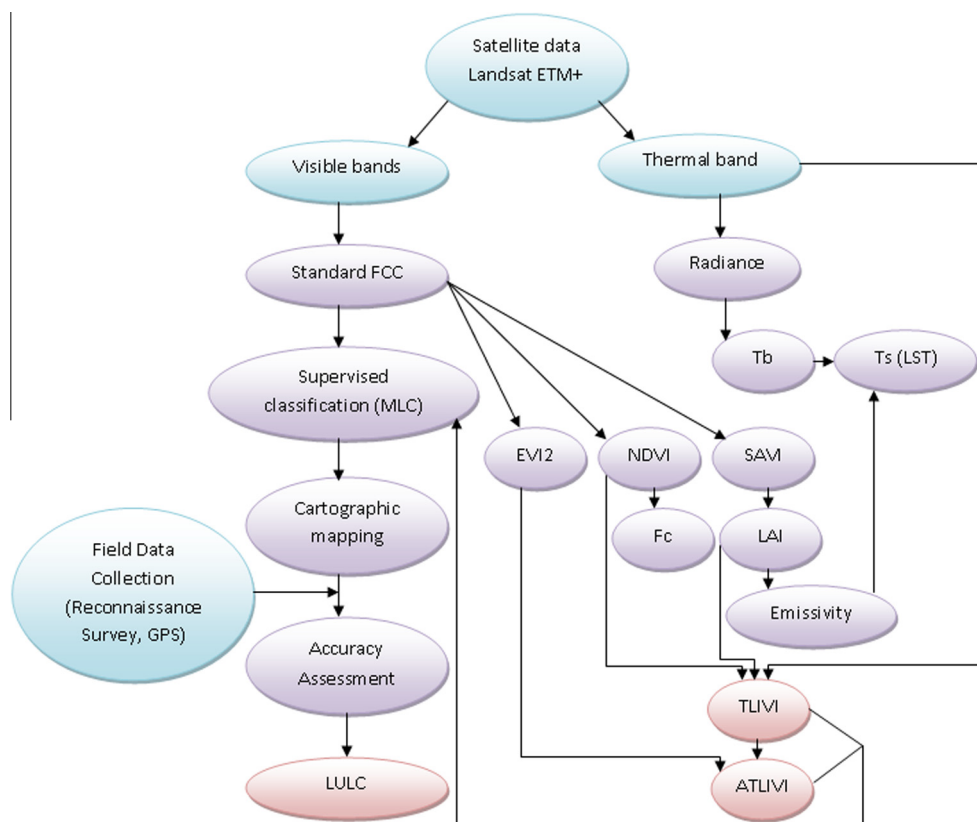 Satellite data
Landsat ETM+
Visible bands
Thermal band
Standard FCC
Radiance
Tb
Ts (LST)
Supervised
classification (MLC)
EVI2
NDVI
SAVI
Cartographic
mapping
Fc
LAI
Field Data
Collection
(Reconnaissance
Survey, GPS)
Emissivity
Accuracy
Assessment
TLIVI
LULC
ATLIVI